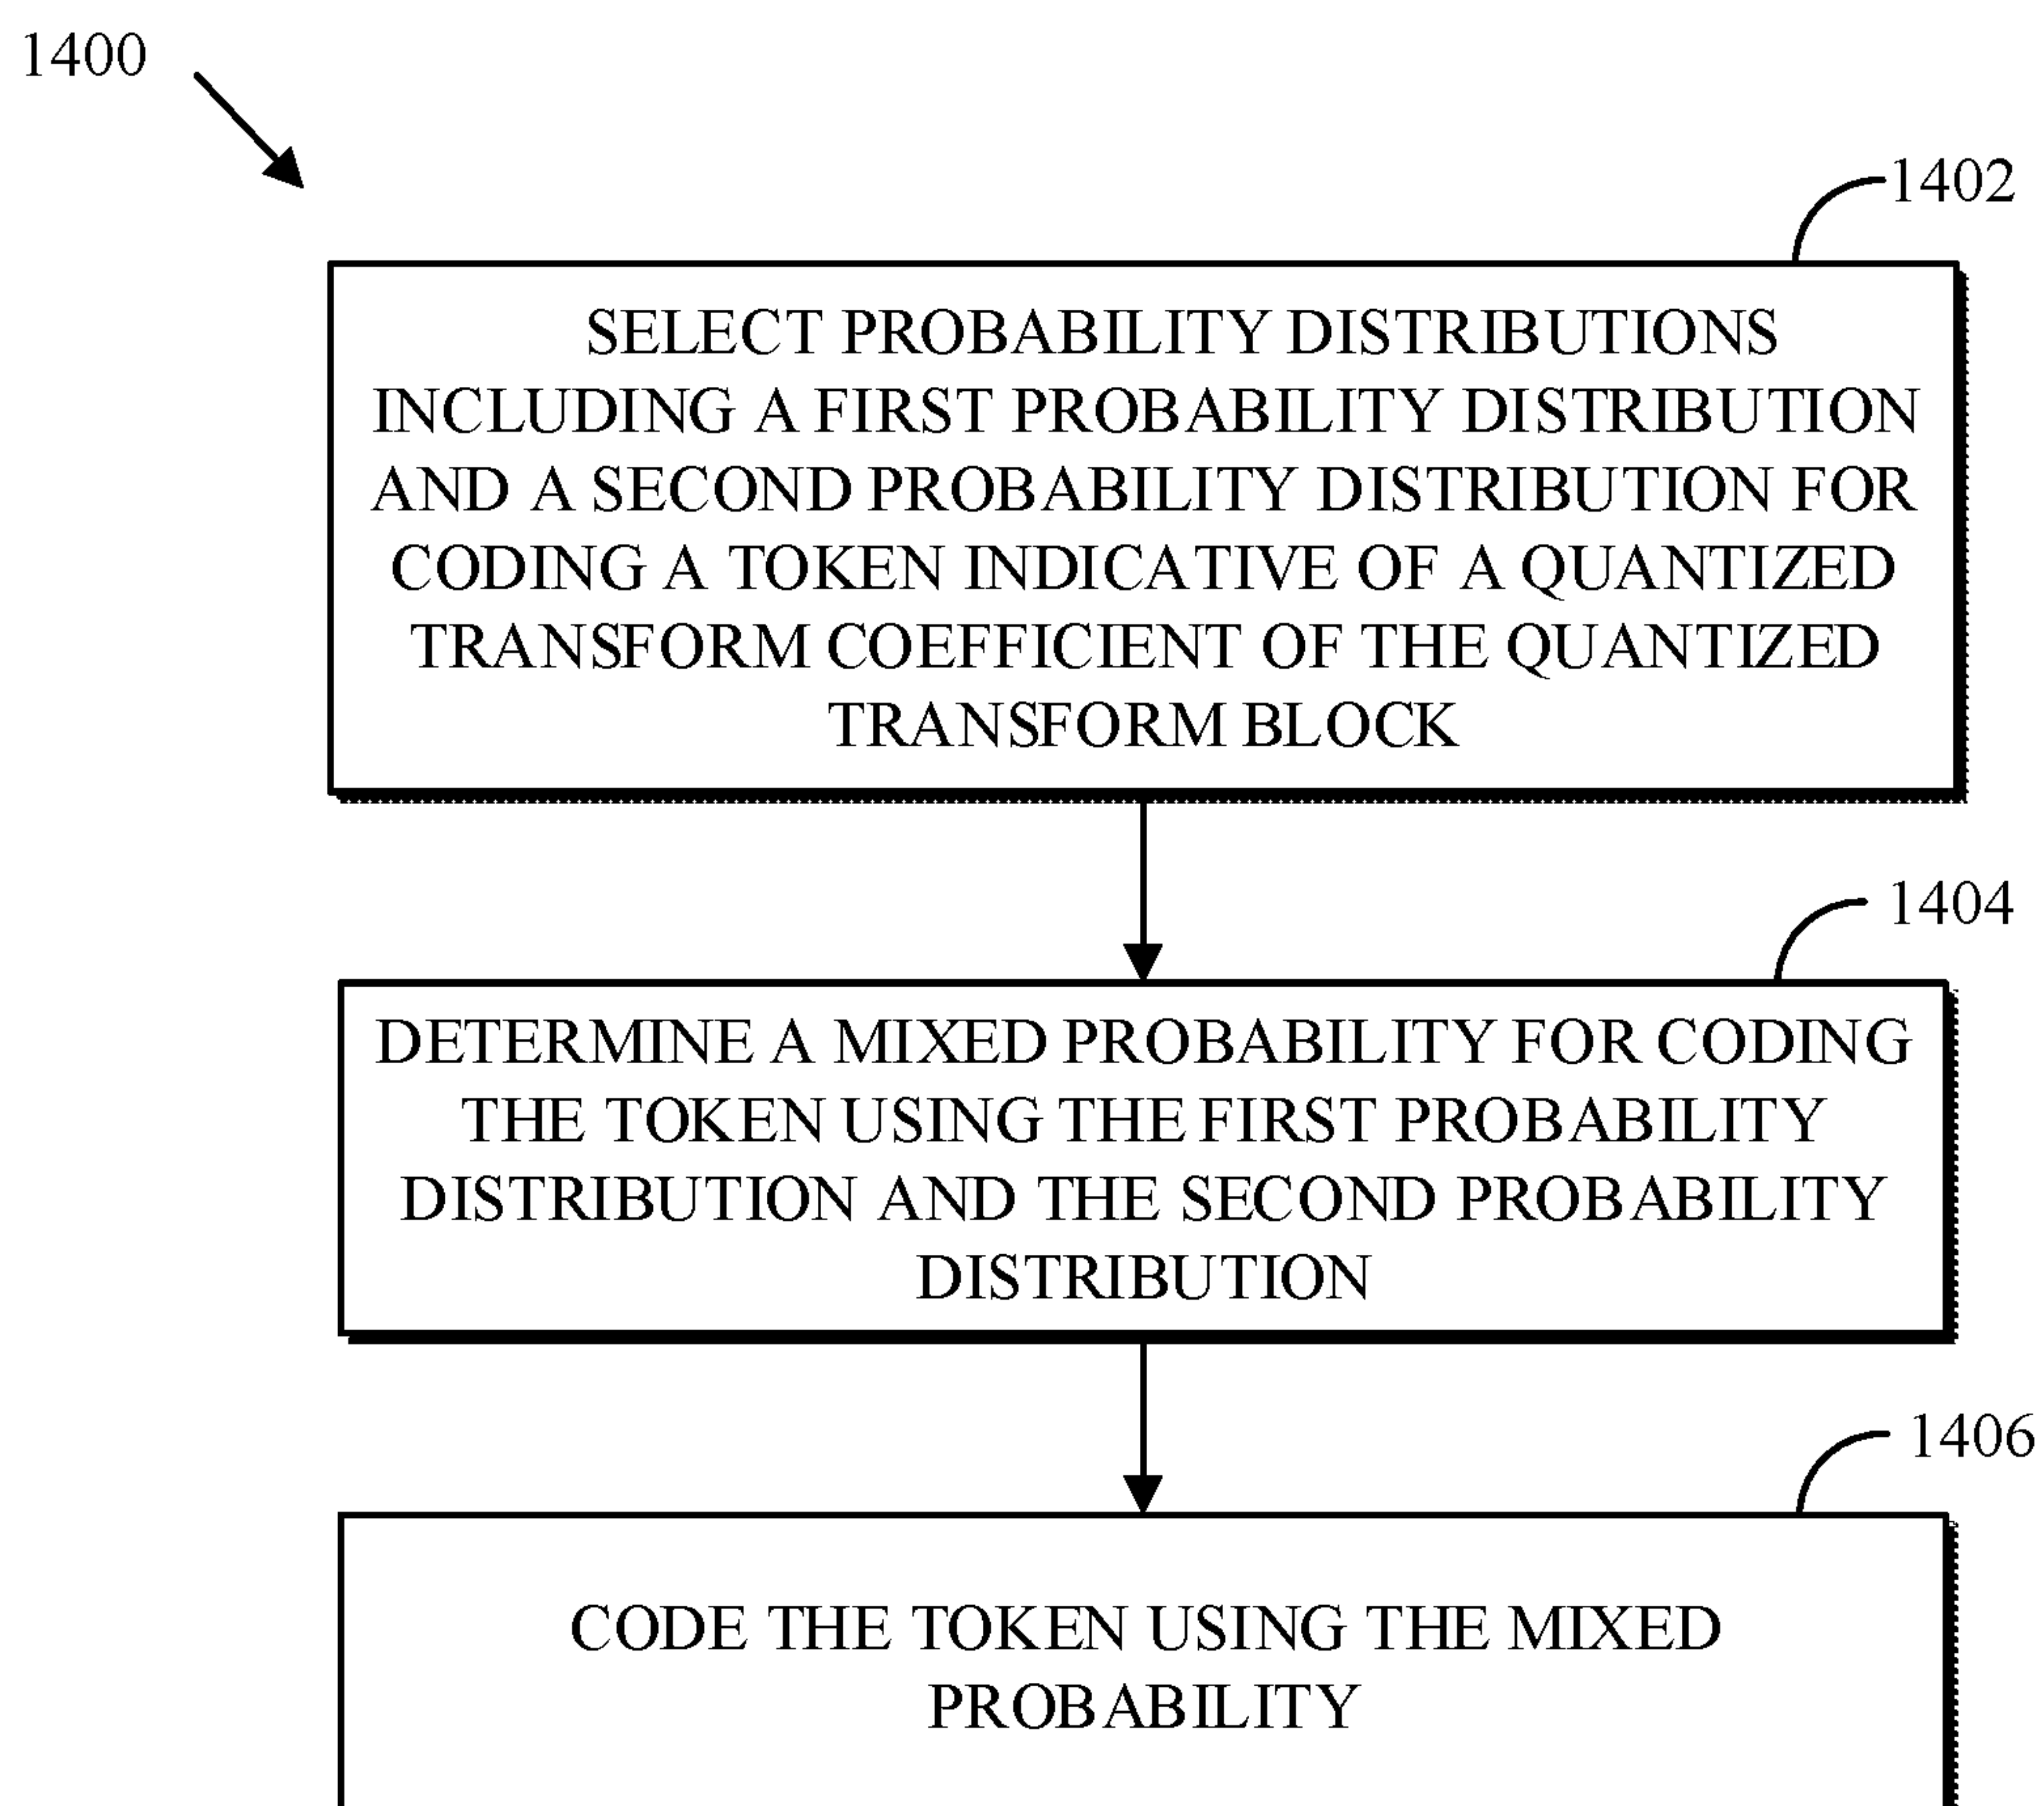 1400
1402
SELECT PROBABILITY DISTRIBUTIONS
INCLUDING A FIRST PROBABILITY DISTRIBUTION
AND A SECOND PROBABILITY DISTRIBUTION FOR
CODING A TOKEN INDICATIVE OF A QUANTIZED
TRANSFORM COEFFICIENT OF THE QUANTIZED
TRANSFORM BLOCK
1404
DETERMINE A MIXED PROBABILITY FOR CODING
THE TOKEN USING THE FIRST PROBABILITY
DISTRIBUTION AND THE SECOND PROBABILITY
DISTRIBUTION
1406
CODE THE TOKEN USING THE MIXED
PROBABILITY